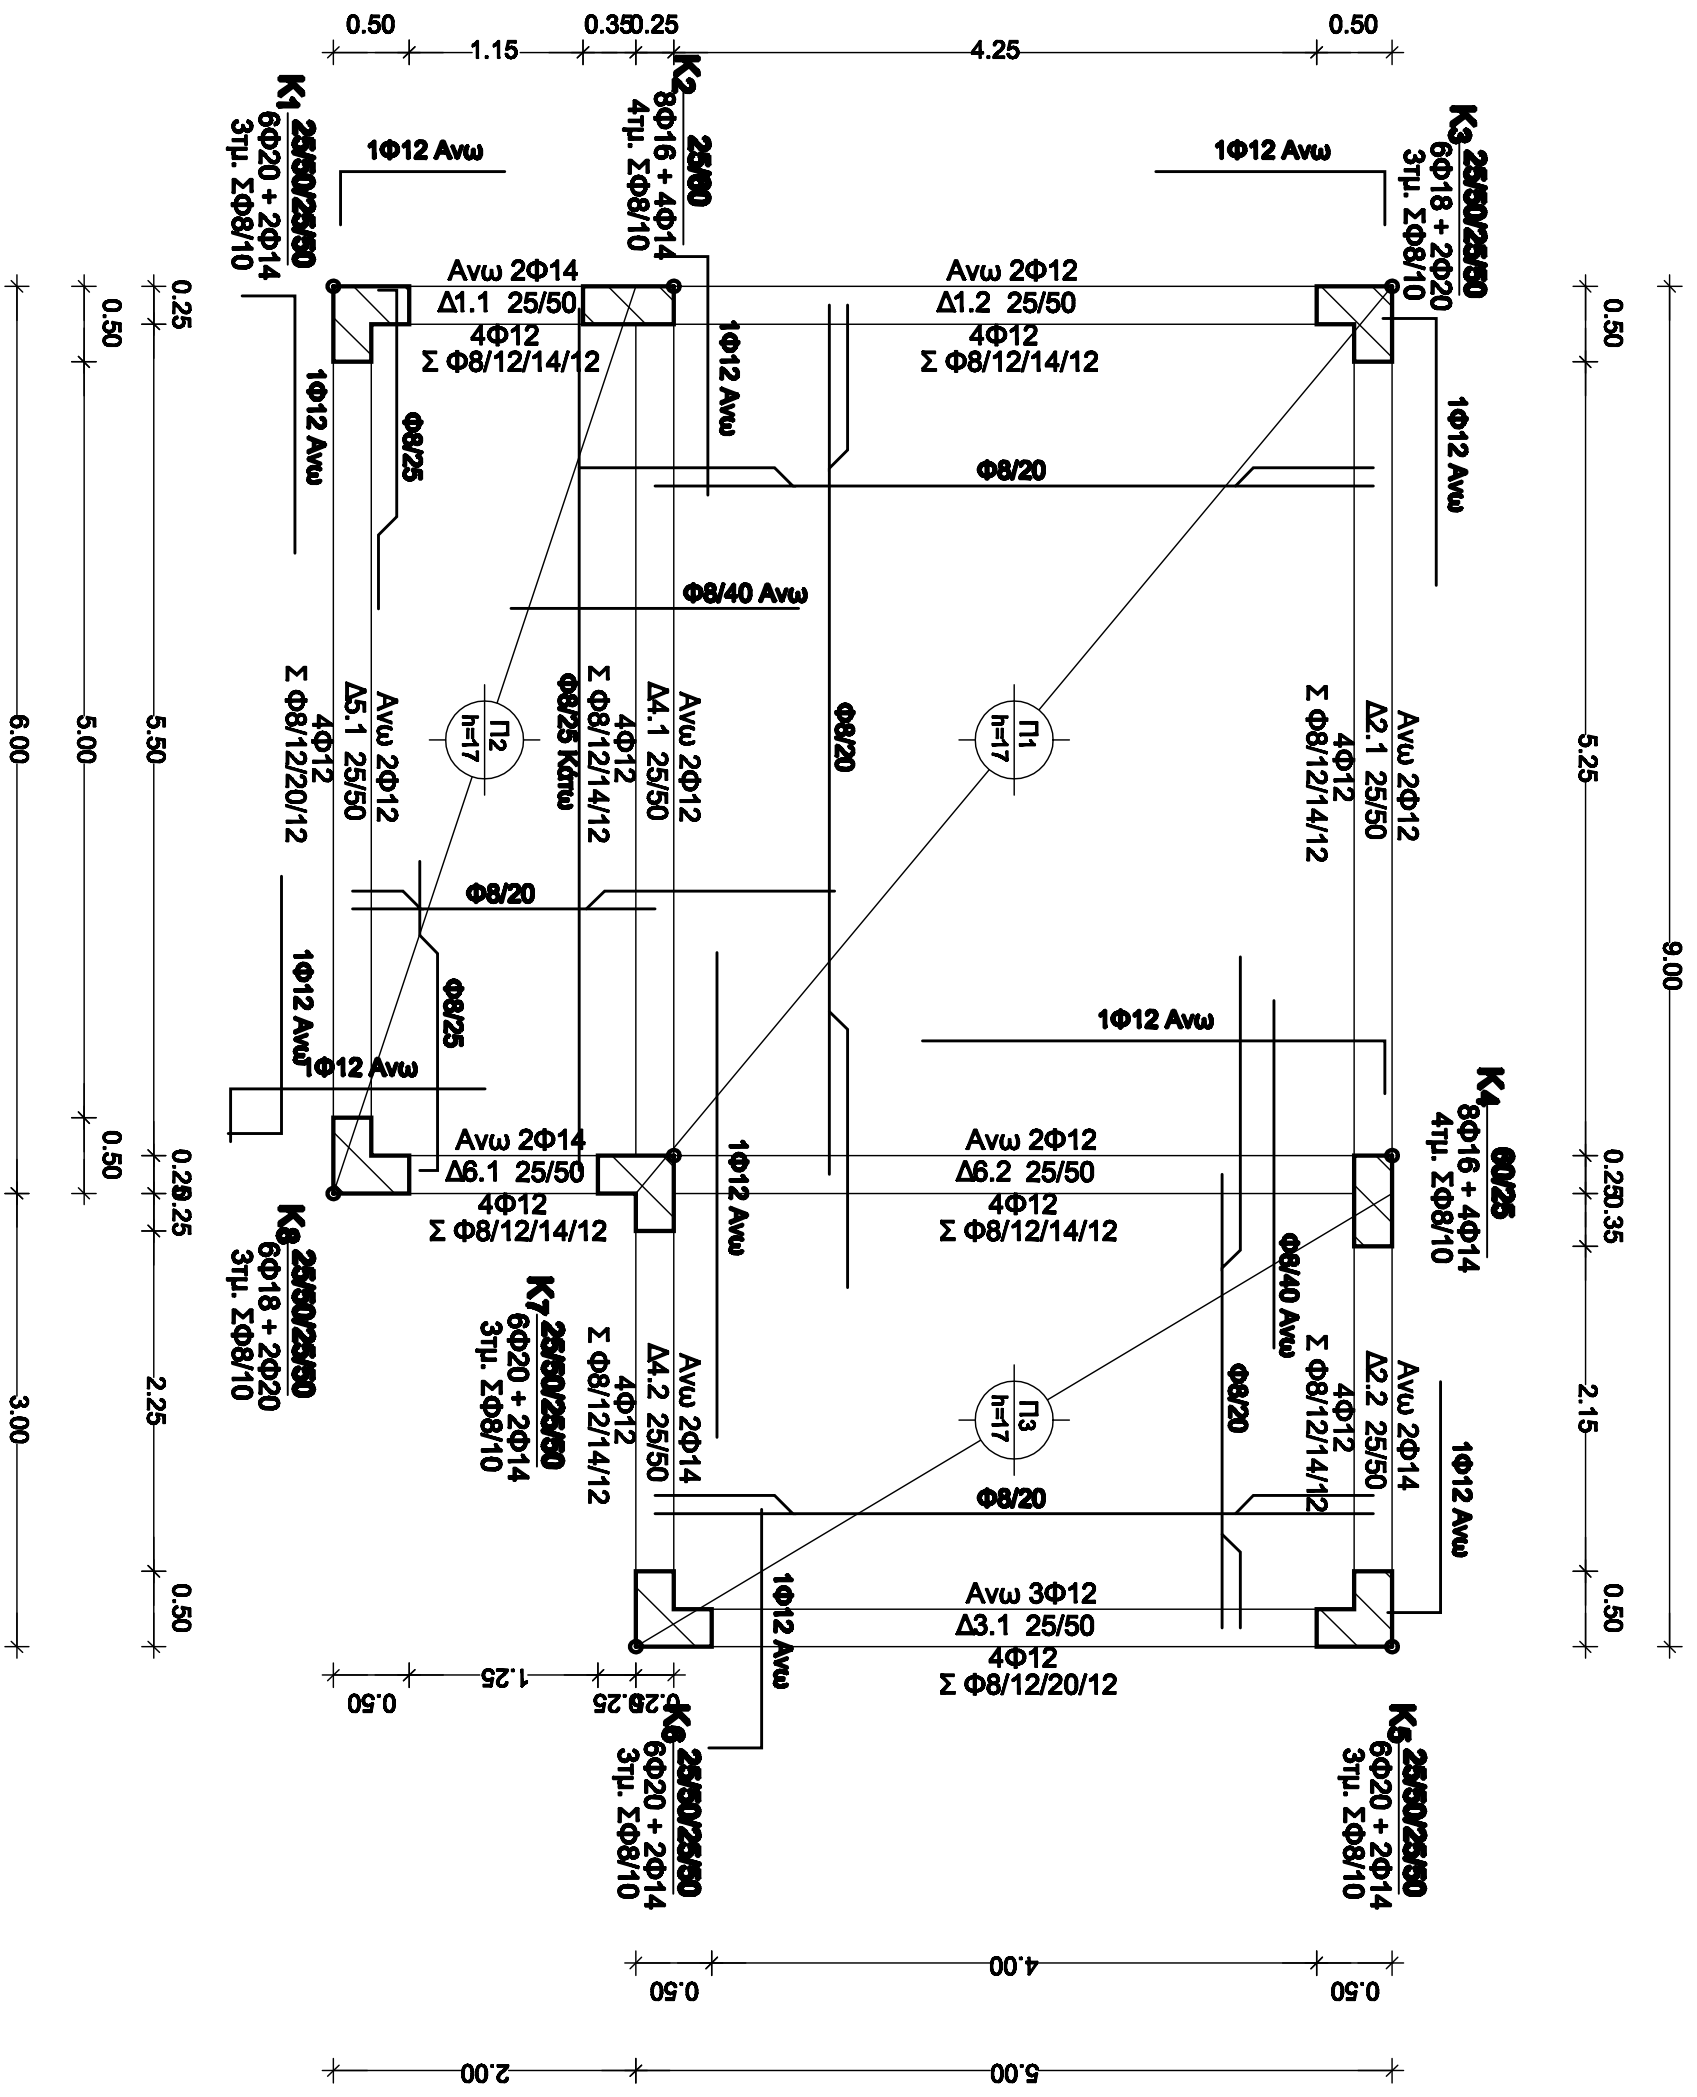 0.50
1.15
0.35
0.25
4.25
0.50
K1 25/50/25/50
6Φ20 + 2Φ14
3τμ. ΣΦ8/10
K2 25/60
8Φ16 + 4Φ14
4τμ. ΣΦ8/10
K3 25/50/25/50
6Φ18 + 2Φ20
3τμ. ΣΦ8/10
1Φ12 Ανω
1Φ12 Ανω
Ανω 2Φ14
Δ1.1 25/50
4Φ12
Σ Φ8/12/14/12
Ανω 2Φ12
Δ1.2 25/50
4Φ12
Σ Φ8/12/14/12
0.25
0.50
0.50
1Φ12 Ανω
1Φ12 Ανω
1Φ12 Ανω
Φ8/25
Φ8/20
Φ8/40 Ανω
6.00
5.00
5.50
Σ Φ8/12/20/12
4Φ12
Δ5.1 25/50
Ανω 2Φ12
Π2
h=17
Φ8/25 Κάτω
Σ Φ8/12/14/12
4Φ12
Δ4.1 25/50
Ανω 2Φ12
Φ8/20
Π1
h=17
Σ Φ8/12/14/12
4Φ12
Δ2.1 25/50
Ανω 2Φ12
5.25
9.00
Φ8/20
1Φ12 Ανω
1Φ12 Ανω
Φ8/25
1Φ12 Ανω
K4 60/25
8Φ16 + 4Φ14
4τμ. ΣΦ8/10
0.50
0.25
0.25
Ανω 2Φ14
Δ6.1 25/50
4Φ12
Σ Φ8/12/14/12
1Φ12 Ανω
Ανω 2Φ12
Δ6.2 25/50
4Φ12
Σ Φ8/12/14/12
0.25
0.35
K8 25/50/25/50
6Φ18 + 2Φ20
3τμ. ΣΦ8/10
K7 25/50/25/50
6Φ20 + 2Φ14
3τμ. ΣΦ8/10
Φ8/40 Ανω
3.00
2.25
Σ Φ8/12/14/12
4Φ12
Δ4.2 25/50
Ανω 2Φ14
Π3
h=17
Φ8/20
Σ Φ8/12/14/12
4Φ12
Δ2.2 25/50
Ανω 2Φ14
2.15
1Φ12 Ανω
Φ8/20
0.50
1Φ12 Ανω
Ανω 3Φ12
Δ3.1 25/50
4Φ12
Σ Φ8/12/20/12
0.50
0.50
1.25
0.25
0.25
K6 25/50/25/50
6Φ20 + 2Φ14
3τμ. ΣΦ8/10
K5 25/50/25/50
6Φ20 + 2Φ14
3τμ. ΣΦ8/10
0.50
4.00
0.50
2.00
5.00